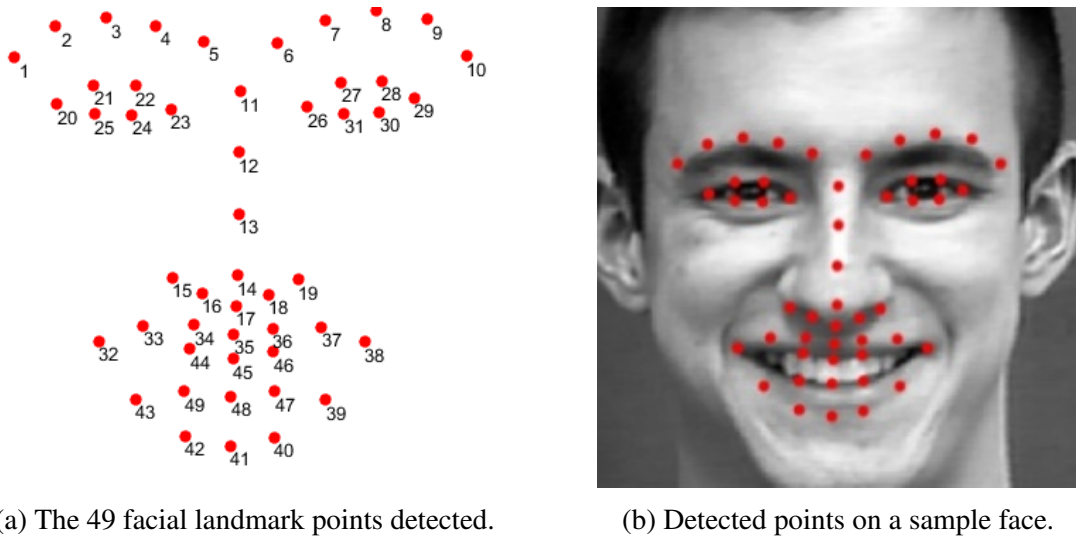 3 8
2 4 7 9
5 6
1 10
21 22 27 28
11 29
20 25 24 23 26 31 30
12
13
14
15 19
16 18
17
33 34 36 37
35
32 44 46 38
45
49 47
43 48 39
42 40
41
(a) The 49 facial landmark points detected.
(b) Detected points on a sample face.